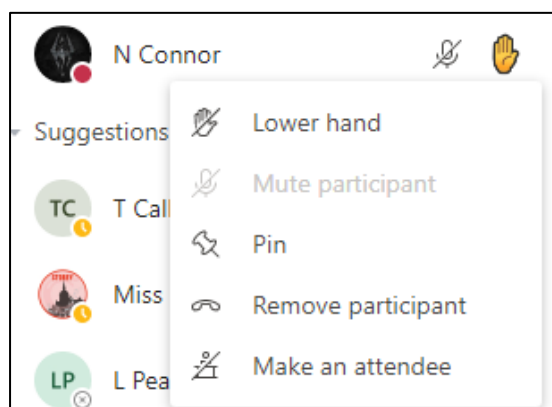 N Connor
Lower hand
Suggestions
Mute participant
TC T Call
Pin
Miss
Remove participant
LP L Pea
Make an attendee